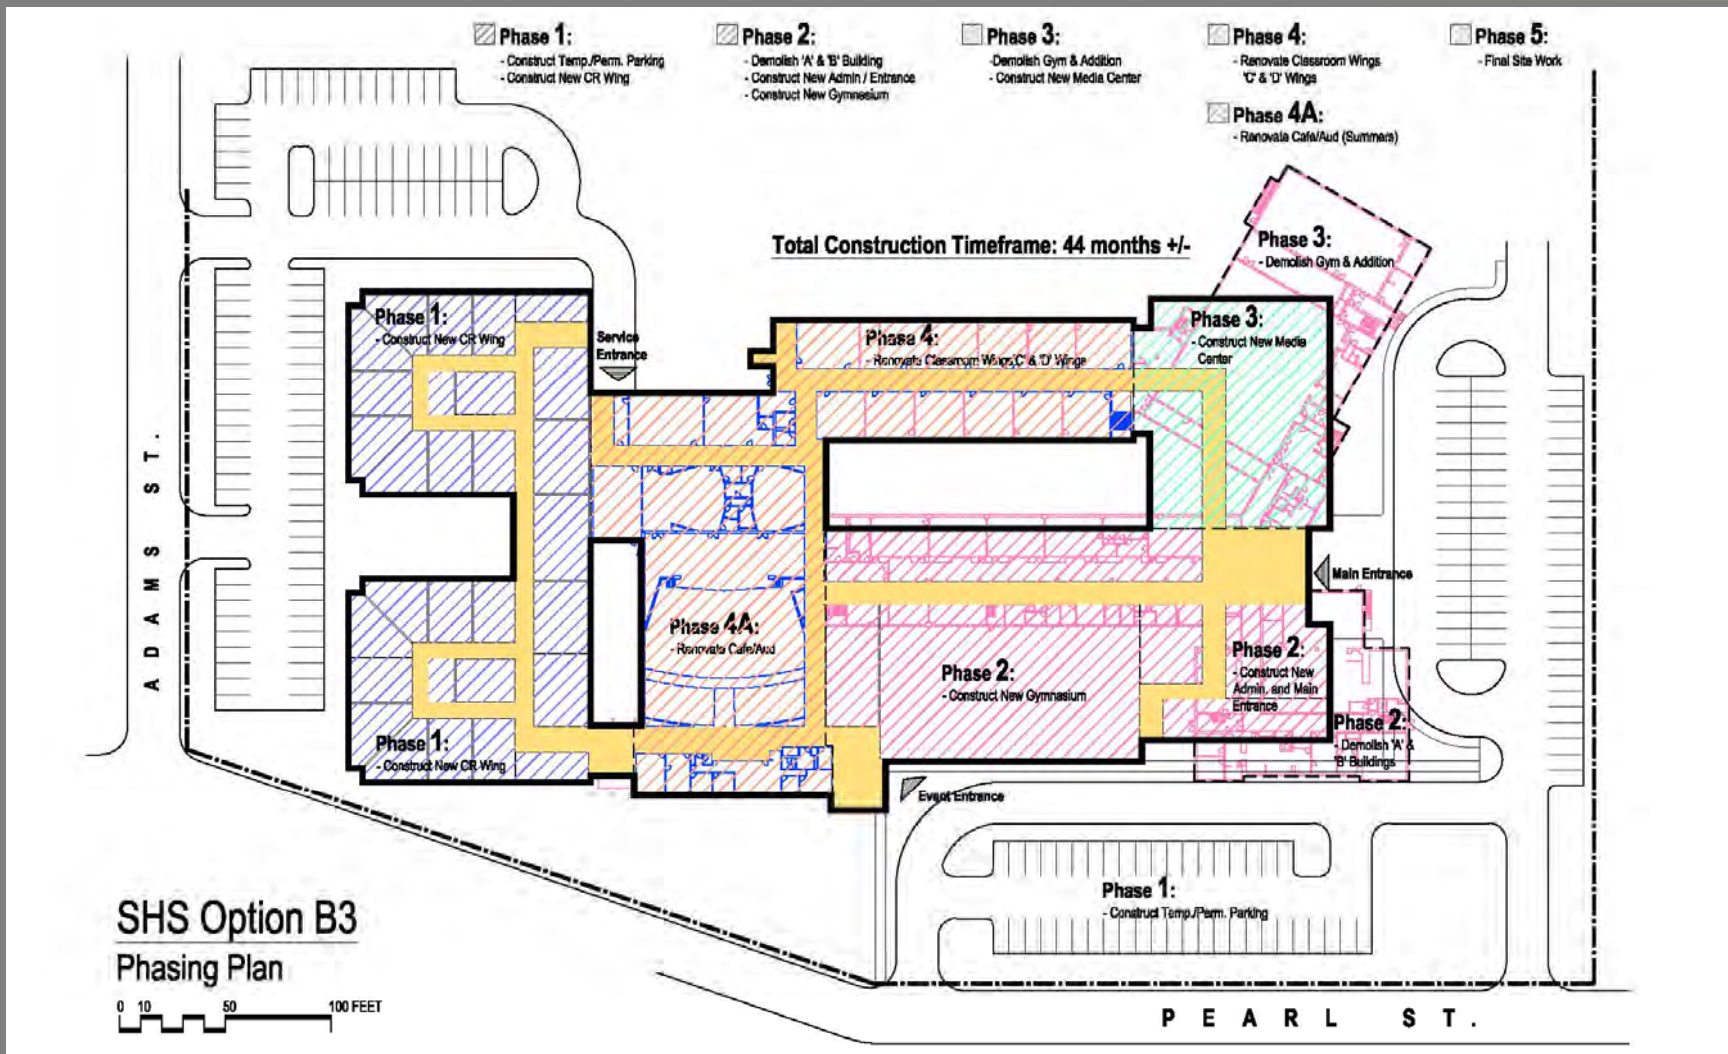 Phase 1:
- Construct Temp./Perm. Parking
- Construct New CR Wing
Phase 2:
- Demolish 'A' & 'B' Building
- Construct New Admin / Entrance
- Construct New Gymnasium
Phase 3:
-Demolish Gym & Addition
- Construct New Media Center
Phase 4:
- Renovate Classroom Wings
'C' & 'D' Wings
Phase 4A:
- Renovate Cafe/Aud (Summers)
Phase 5:
- Final Site Work
Total Construction Timeframe: 44 months +/-
Phase 3:
- Demolish Gym & Addition
Phase 1:
- Construct New CR Wing
Service
Entrance
Phase 4:
- Renovate Classroom Wings 'C' & 'D' Wings
Phase 3:
- Construct New Media
Center
ADAMS ST.
Main Entrance
Phase 4A:
- Renovate Cafe/Aud
Phase 2:
- Construct New Gymnasium
Phase 2:
- Construct New
Admin. and Main
Entrance
Phase 2:
- Demolish 'A' &
'B' Buildings
Phase 1:
- Construct New CR Wing
Event Entrance
Phase 1:
- Construct Temp./Perm. Parking
SHS Option B3
Phasing Plan
0 10 50 100 FEET
PEARL ST.